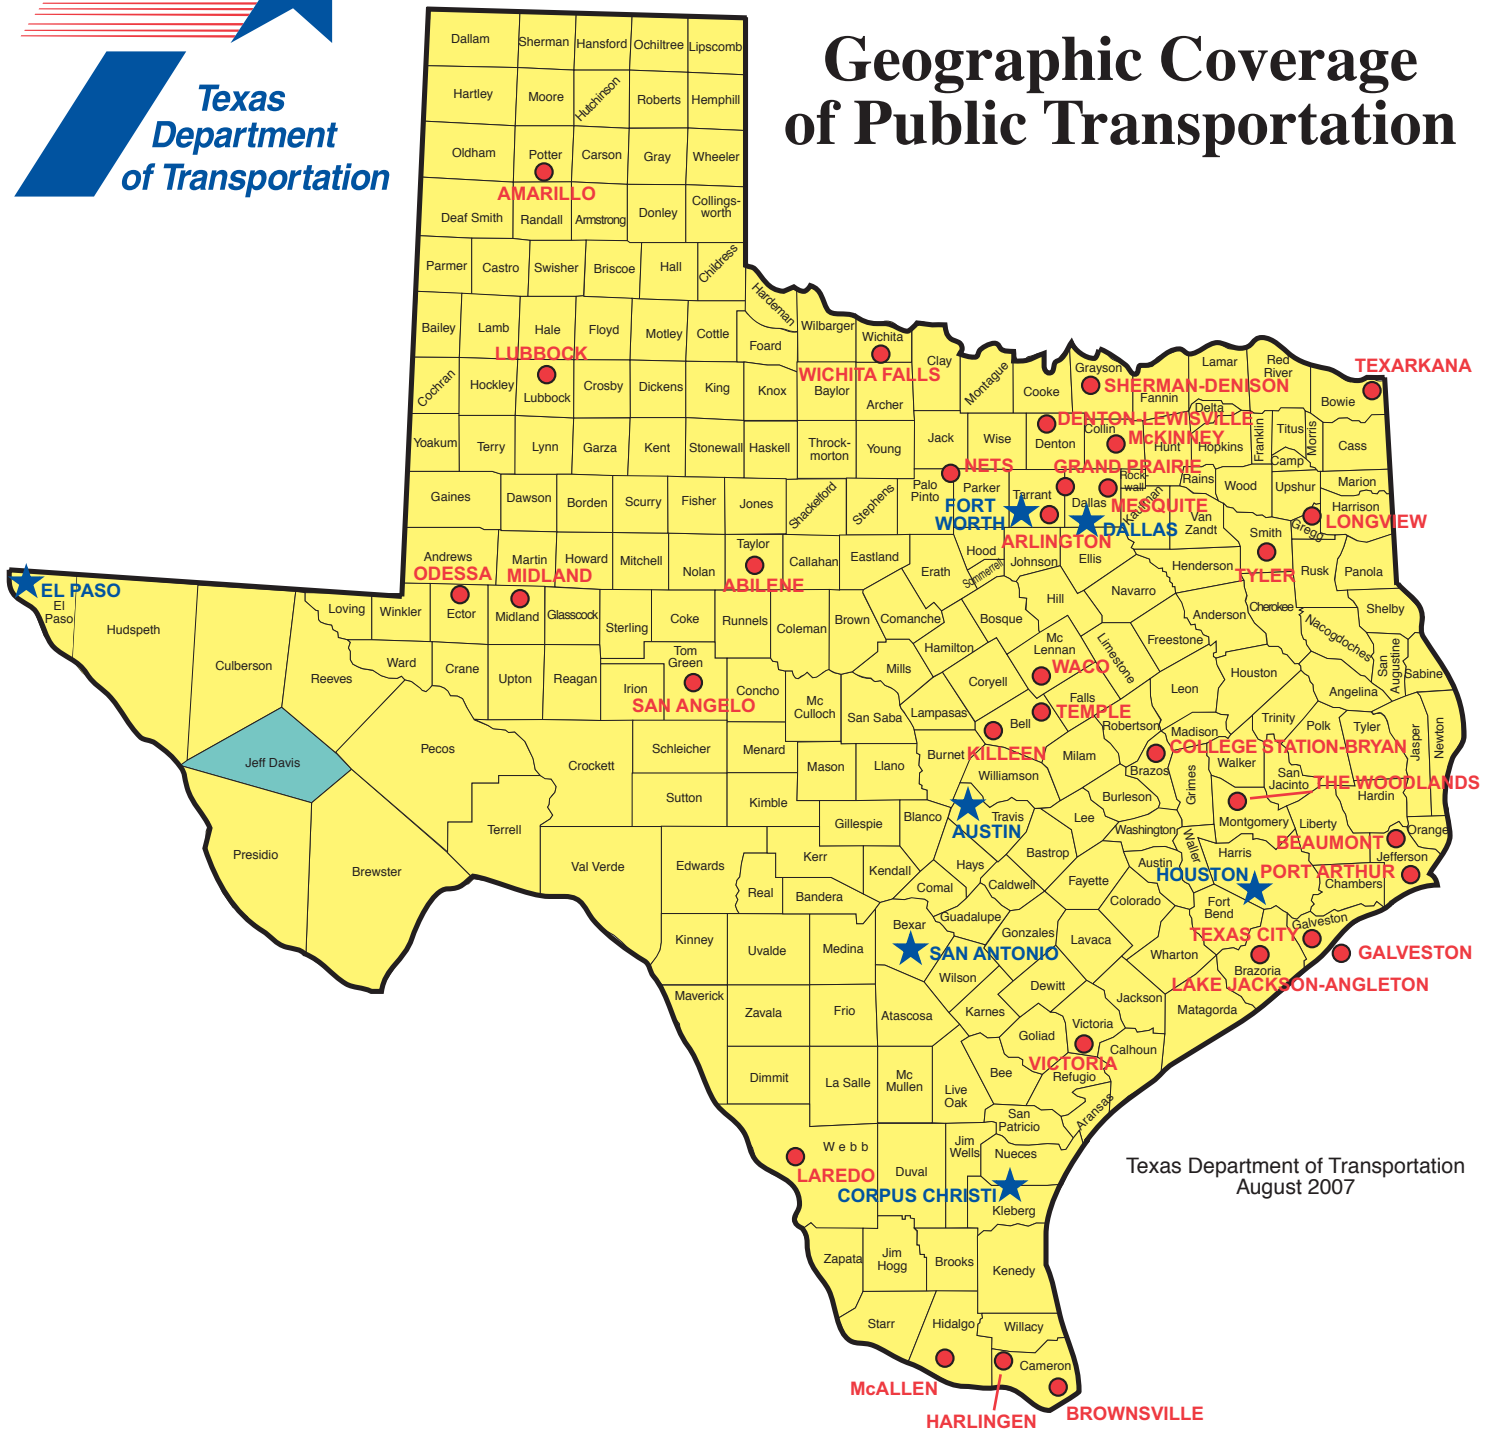 Geographic Coverage
of Public Transportation
Texas
Department
of Transportation
Dallam
Sherman
Hansford
Ochiltree
Lipscomb
Hartley
Moore
Hutchinson
Roberts
Hemphill
Oldham
Potter
Carson
Gray
Wheeler
AMARILLO
Deaf Smith
Randall
Armstrong
Donley
Collings-
worth
Parmer
Castro
Swisher
Briscoe
Hall
Childress
Hardeman
Bailey
Lamb
Hale
Floyd
Motley
Cottle
Foard
Wilbarger
Wichita
LUBBOCK
WICHITA FALLS
Clay
Montague
Cooke
Grayson
SHERMAN-DENISON
Fannin
Lamar
Red
River
TEXARKANA
Bowie
Cochran
Hockley
Lubbock
Crosby
Dickens
King
Knox
Baylor
Archer
Delta
DENTON-LEWISVILLE
Denton
Collin
McKINNEY
Hunt
Hopkins
Franklin
Titus
Morris
Cass
Camp
Yoakum
Terry
Lynn
Garza
Kent
Stonewall
Haskell
Throck-
morton
Young
Jack
Wise
NETS
GRAND PRAIRIE
Gaines
Dawson
Borden
Scurry
Fisher
Jones
Shackelford
Stephens
Palo
Pinto
Parker
Tarrant
Dallas
Rock-
wall
Kaufman
Rains
Wood
Upshur
Marion
Harrison
FORT
WORTH
MESQUITE
DALLAS
ARLINGTON
Van
Zandt
Smith
Gregg
LONGVIEW
TYLER
Andrews
Martin
Howard
Mitchell
Nolan
Taylor
Callahan
Eastland
Erath
Hood
Sommerrell
Johnson
Ellis
Henderson
Rusk
Panola
ODESSA
MIDLAND
ABILENE
EL PASO
El
Paso
Hudspeth
Culberson
Loving
Winkler
Ector
Midland
Glasscock
Sterling
Coke
Runnels
Coleman
Brown
Comanche
Bosque
Hill
Navarro
Anderson
Cherokee
Nacogdoches
Shelby
Reeves
Ward
Crane
Upton
Reagan
Irion
Tom
Green
SAN ANGELO
Concho
Mc
Culloch
Mills
San Saba
Hamilton
Coryell
Lampasas
Mc
Lennan
WACO
Limestone
Freestone
Falls
TEMPLE
Bell
KILLEEN
Leon
Houston
San
Augustine
Sabine
Angelina
Trinity
Polk
Tyler
Jasper
Newton
Robertson
Madison
COLLEGE STATION-BRYAN
Jeff Davis
Pecos
Crockett
Schleicher
Menard
Mason
Llano
Burnet
Williamson
Milam
Brazos
Grimes
Walker
San
Jacinto
THE WOODLANDS
Hardin
Presidio
Brewster
Terrell
Val Verde
Sutton
Kimble
Gillespie
Blanco
Travis
AUSTIN
Lee
Burleson
Washington
Waller
Montgomery
Liberty
Orange
BEAUMONT
Jefferson
Edwards
Kerr
Real
Bandera
Kendall
Comal
Hays
Caldwell
Bastrop
Fayette
Austin
Colorado
Harris
HOUSTON
PORT ARTHUR
Chambers
Fort
Bend
Galveston
TEXAS CITY
GALVESTON
Kinney
Uvalde
Medina
Bexar
SAN ANTONIO
Guadalupe
Gonzales
Lavaca
Wharton
Brazoria
LAKE JACKSON-ANGLETON
Wilson
Dewitt
Jackson
Matagorda
Maverick
Zavala
Frio
Atascosa
Karnes
Goliad
Victoria
VICTORIA
Calhoun
Dimmit
La Salle
Mc
Mullen
Live
Oak
Bee
Refugio
San
Patricio
Aransas
Webb
LAREDO
Duval
Jim
Wells
Nueces
CORPUS CHRISTI
Kleberg
Texas Department of Transportation
August 2007
Zapata
Jim
Hogg
Brooks
Kenedy
Starr
Hidalgo
Willacy
Cameron
McALLEN
HARLINGEN
BROWNSVILLE